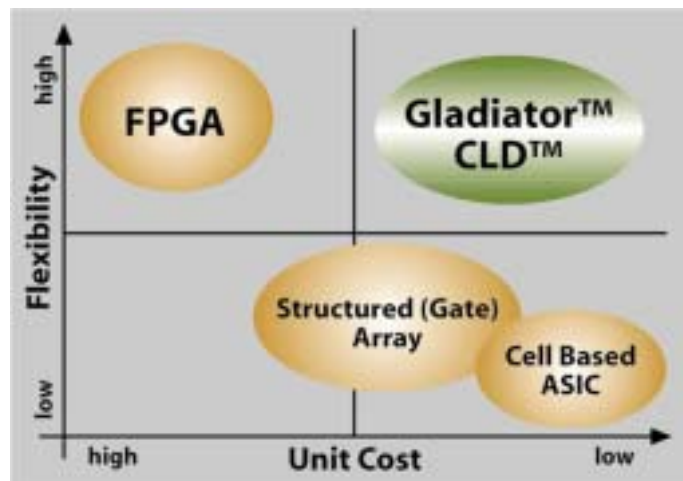 high
FPGA
Gladiator™
CLD™
Flexibility
Structured (Gate)
Array
Cell Based
ASIC
low
high
Unit Cost
low